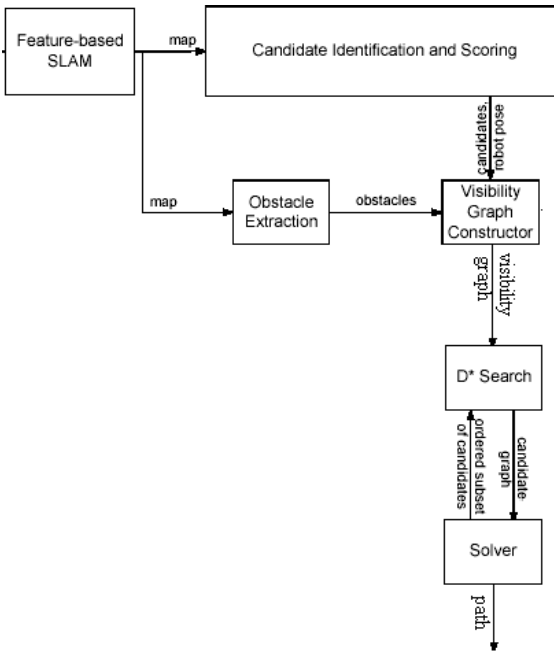 Feature-based
SLAM
map
Candidate Identification and Scoring
candidates,
robot pose
map
Obstacle
Extraction
obstacles
Visibility
Graph
Constructor
visibility
graph
D* Search
ordered subset
of candidates
candidate
graph
Solver
path